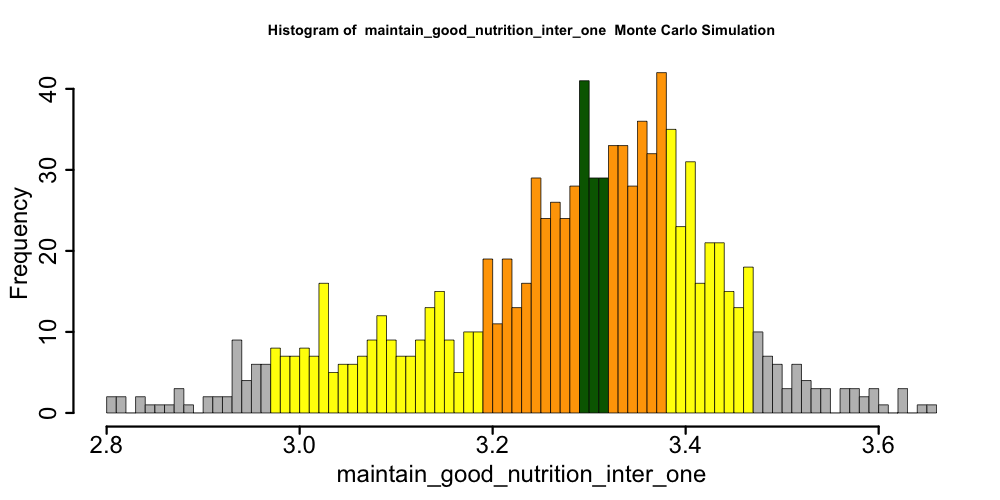 Histogram of  maintain_good_nutrition_inter_one  Monte Carlo Simulation
Frequency
40
30
20
10
0
2.8 3.0 3.2 3.4 3.6
maintain_good_nutrition_inter_one